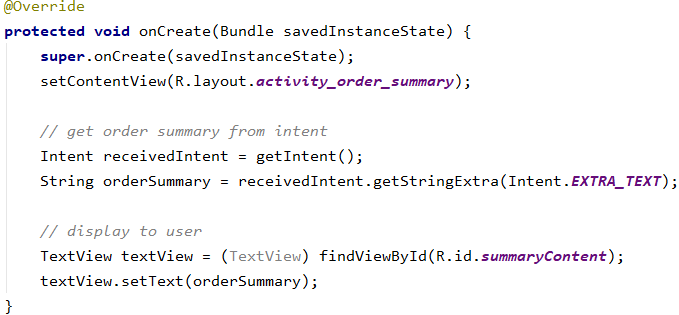 @Override
protected void onCreate(Bundle savedInstanceState) {
super.onCreate(savedInstanceState);
setContentView(R.layout.activity_order_summary);
// get order summary from intent
Intent receivedIntent = getIntent();
String orderSummary = receivedIntent.getStringExtra(Intent.EXTRA_TEXT);
// display to user
TextView textView = (TextView) findViewById(R.id.summaryContent);
textView.setText(orderSummary);
}